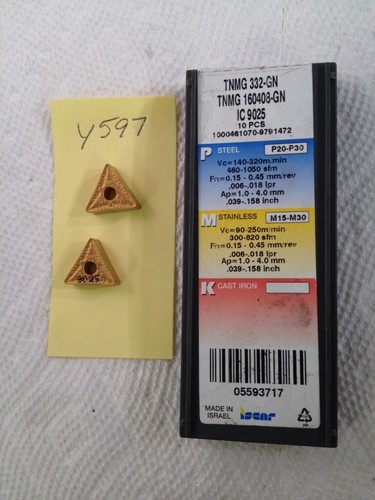 Y597
TNMG 332-GN
TNMG 160408-GN
IC 9025
10 PCS
1000461070-9791472
P STEEL P20-P30
Vc=140-320m/min
460-1050 sfm
Fn=0.15 - 0.45 mm/rev
.006-.018 ipr
Ap=1.0 - 4.0 mm
.039-.158 inch
M STAINLESS M15-M30
Vc=90-250m/min
300-820 sfm
Fn=0.15 - 0.45 mm/rev
.006-.018 ipr
Ap=1.0 - 4.0 mm
.039-.158 inch
K CAST IRON
05593717
MADE IN
ISRAEL
iscar